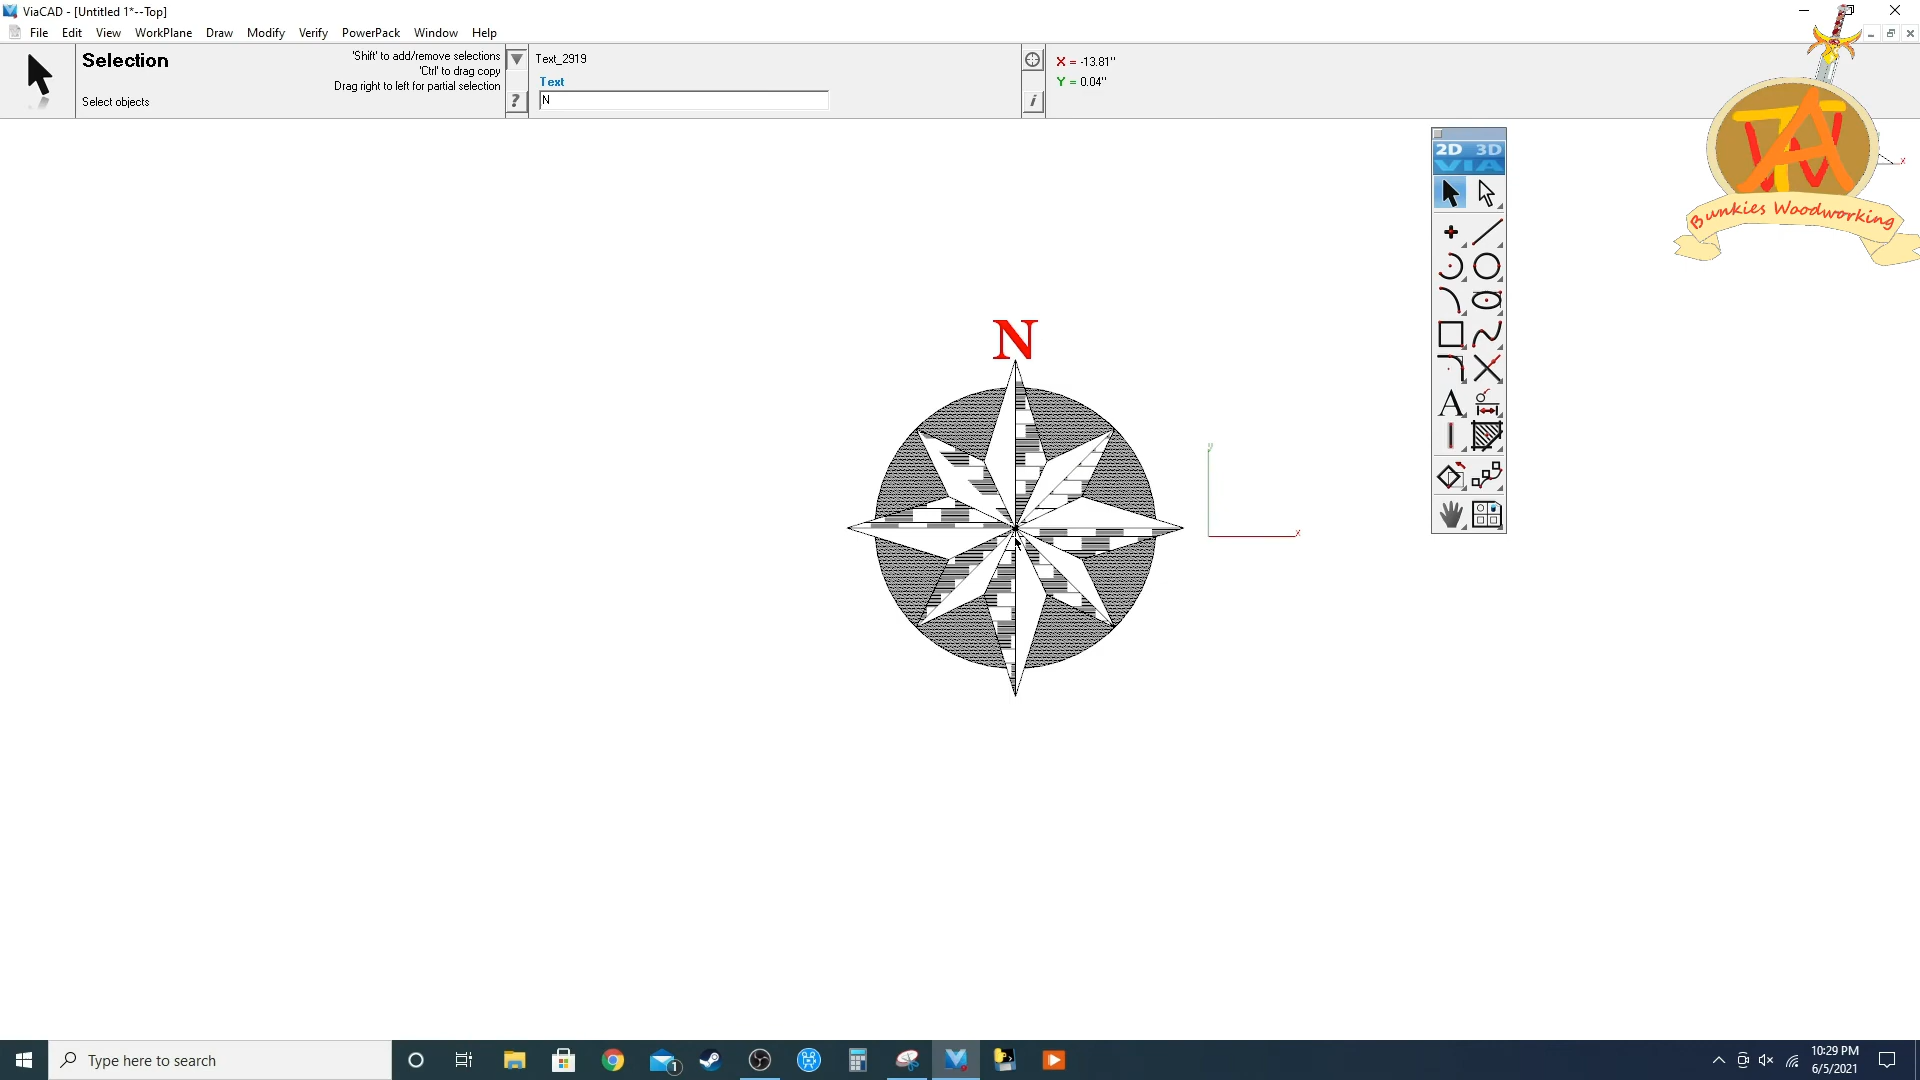 ViaCAD - [Untitled 1*--Top]
File Edit View WorkPlane Draw Modify Verify PowerPack Window Help
Selection
'Shift' to add/remove selections
'Ctrl' to drag copy
Drag right to left for partial selection
Select objects
?
Text_2919
Text
N
i
X = -13.81"
Y = 0.04"
2D 3D
VIA
A
TWA
Bunkies Woodworking
x
N
y
x
Type here to search
1
10:29 PM
6/5/2021